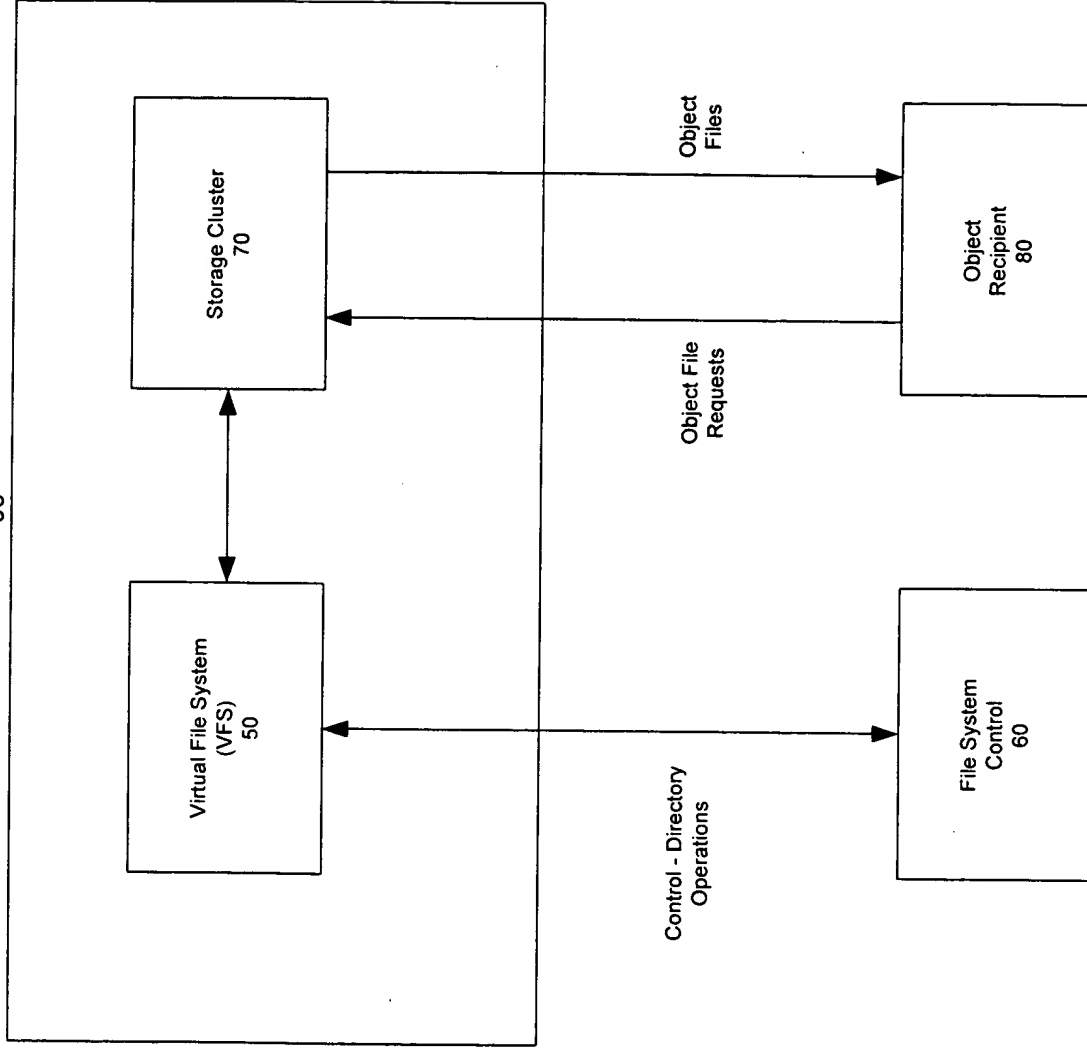 Virtual File System
(VFS)
50
Storage Cluster
70
Control - Directory
Operations
Object File
Requests
Object
Files
File System
Control
60
Object
Recipient
80